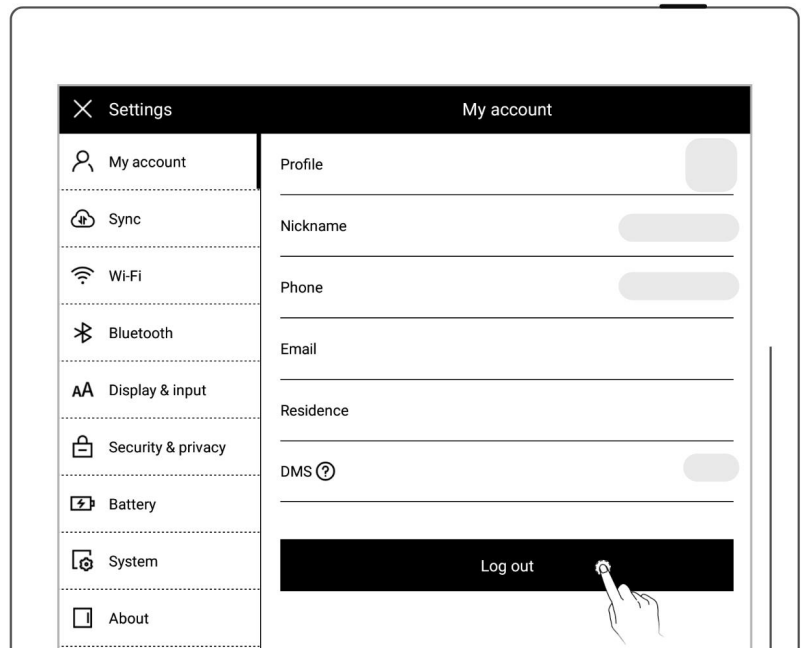 Settings
My account
My account
Sync
Wi-Fi
Bluetooth
AA Display & input
Security & privacy
Battery
System
About
Profile
Nickname
Phone
Email
Residence
DMS ?
Log out